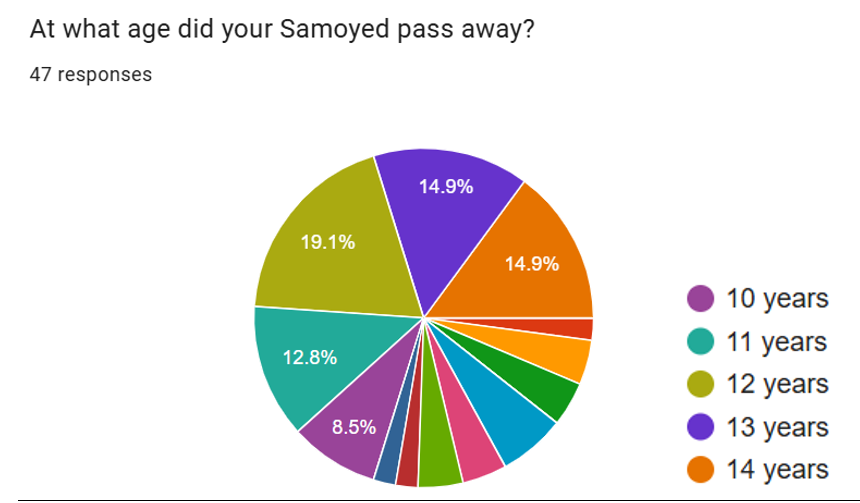 At what age did your Samoyed pass away?
47 responses
14.9%
19.1%
14.9%
12.8%
8.5%
10 years
11 years
12 years
13 years
14 years